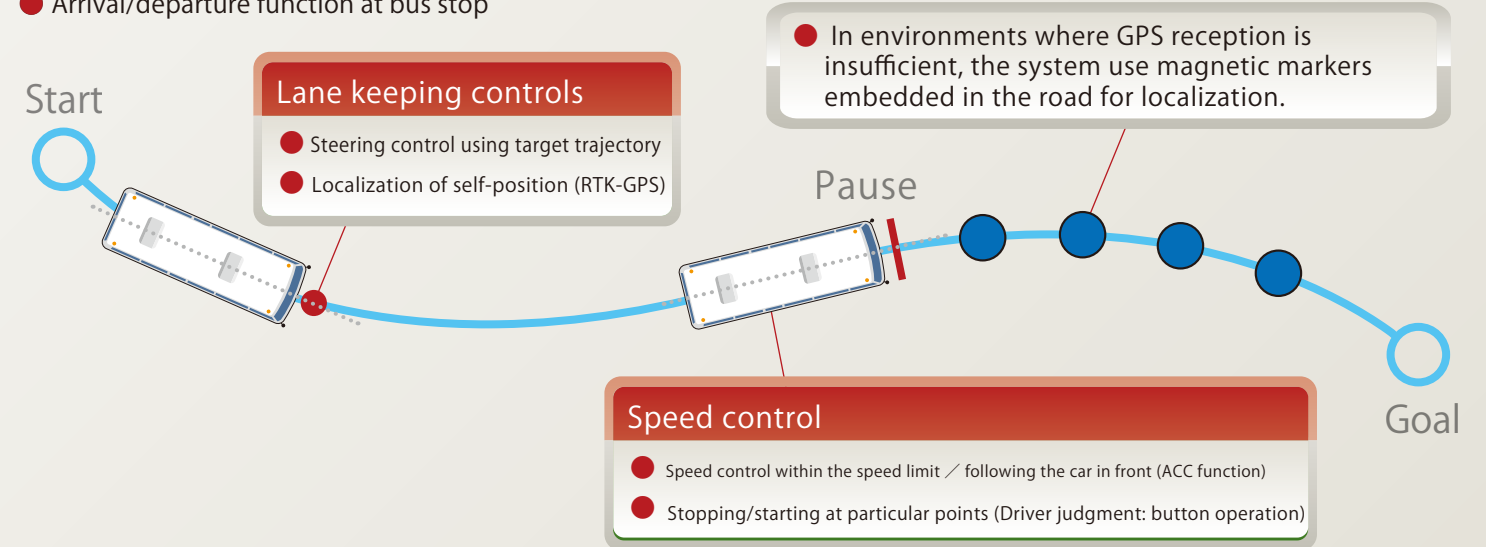 Arrival/departure function at bus stop
In environments where GPS reception is
insufficient, the system use magnetic markers
embedded in the road for localization.
Start
Lane keeping controls
Steering control using target trajectory
Localization of self-position (RTK-GPS)
Pause
Goal
Speed control
Speed control within the speed limit ／ following the car in front (ACC function)
Stopping/starting at particular points (Driver judgment: button operation)